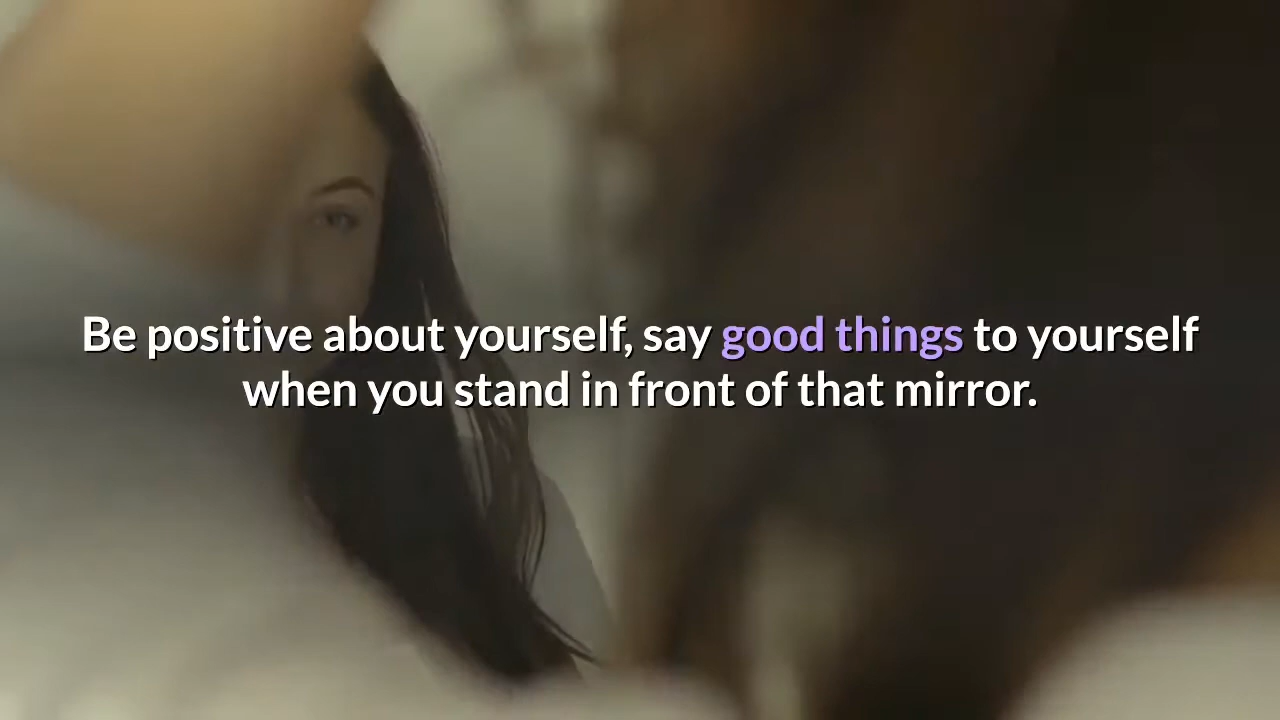 Be positive about yourself, say good things to yourself
when you stand in front of that mirror.